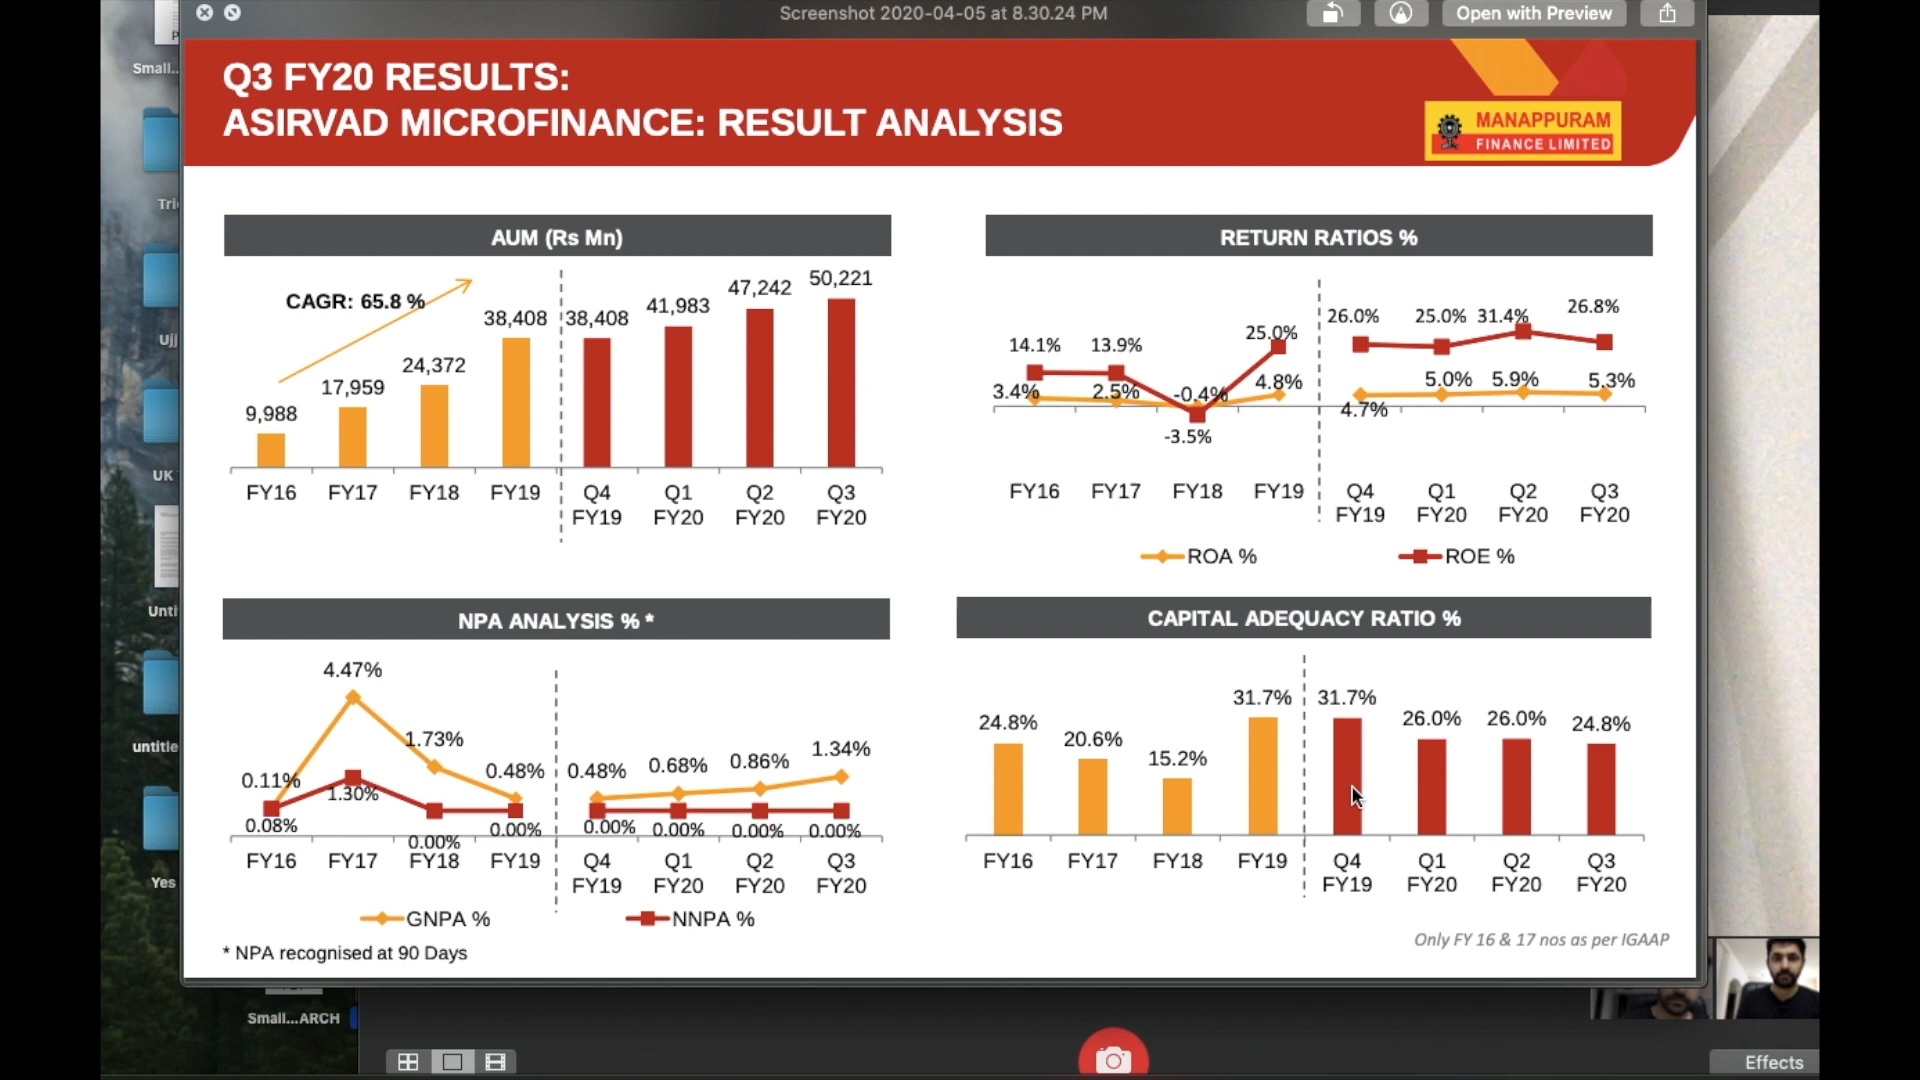 Screenshot 2020-04-05 at 8.30.24 PM
Open with Preview
Q3 FY20 RESULTS:
ASIRVAD MICROFINANCE: RESULT ANALYSIS
MANAPPURAM
FINANCE LIMITED
AUM (Rs Mn)
CAGR: 65.8 %
9,988
17,959
24,372
38,408
38,408
41,983
47,242
50,221
FY16 FY17 FY18 FY19 Q4 Q1 Q2 Q3
FY19 FY20 FY20 FY20
RETURN RATIOS %
14.1% 13.9% -3.5% 25.0% 26.0% 25.0% 31.4% 26.8%
3.4% 2.5% -0.4% 4.8% 4.7% 5.0% 5.9% 5.3%
FY16 FY17 FY18 FY19 Q4 Q1 Q2 Q3
FY19 FY20 FY20 FY20
ROA % ROE %
NPA ANALYSIS % *
0.11% 4.47% 1.73% 0.48% 0.48% 0.68% 0.86% 1.34%
0.08% 1.30% 0.00% 0.00% 0.00% 0.00% 0.00% 0.00%
FY16 FY17 FY18 FY19 Q4 Q1 Q2 Q3
FY19 FY20 FY20 FY20
GNPA % NNPA %
* NPA recognised at 90 Days
CAPITAL ADEQUACY RATIO %
24.8% 20.6% 15.2% 31.7% 31.7% 26.0% 26.0% 24.8%
FY16 FY17 FY18 FY19 Q4 Q1 Q2 Q3
FY19 FY20 FY20 FY20
Only FY 16 & 17 nos as per IGAAP
Small..
Tri
Ujj
UK
Unti
untitle
Yes
Small...ARCH
Effects